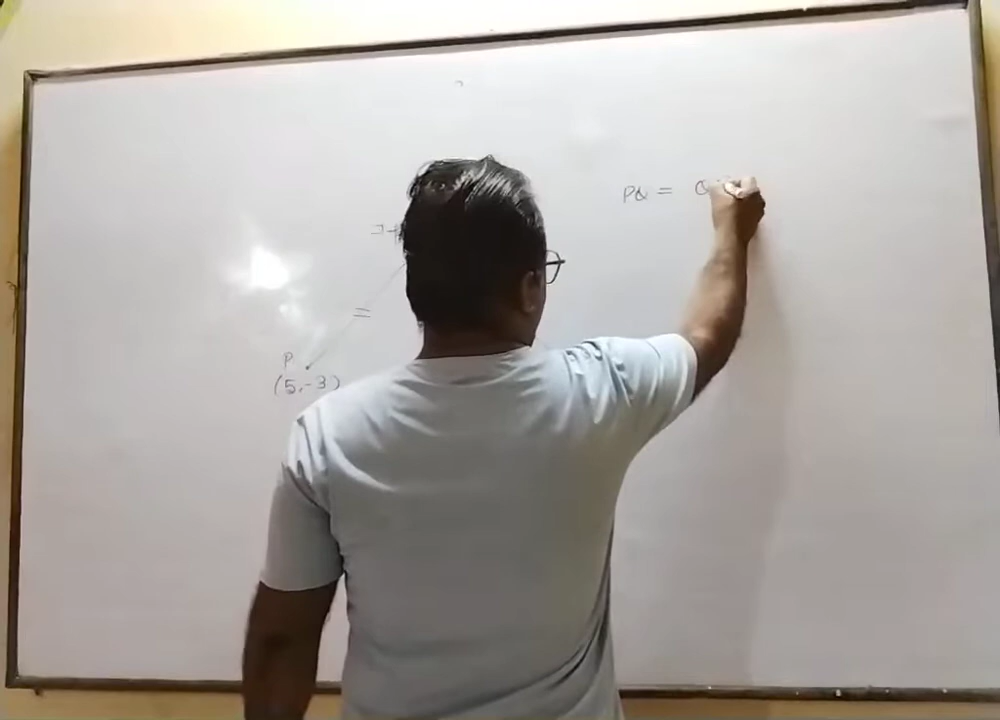 PQ = Q
=
P
(5,-3)